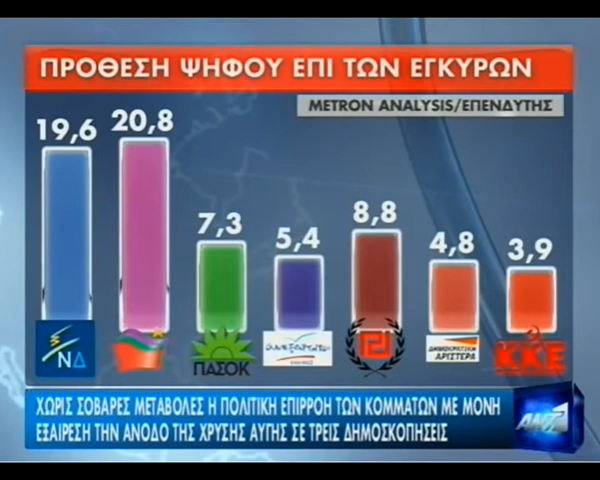 ΠΡΟΘΕΣΗ ΨΗΦΟΥ ΕΠΙ ΤΩΝ ΕΓΚΥΡΩΝ
METRON ANALYSIS/ΕΠΕΝΔΥΤΗΣ
19,6 20,8 7,3 5,4 8,8 4,8 3,9
ΝΔ ΠΑΣΟΚ ΔΗΜΟΚΡΑΤΙΚΗ ΑΡΙΣΤΕΡΑ ΚΚΕ
ΧΩΡΙΣ ΣΟΒΑΡΕΣ ΜΕΤΑΒΟΛΕΣ Η ΠΟΛΙΤΙΚΗ ΕΠΙΡΡΟΗ ΤΩΝ ΚΟΜΜΑΤΩΝ ΜΕ ΜΟΝΗ
ΕΞΑΙΡΕΣΗ ΤΗΝ ΑΝΟΔΟ ΤΗΣ ΧΡΥΣΗΣ ΑΥΓΗΣ ΣΕ ΤΡΕΙΣ ΔΗΜΟΣΚΟΠΗΣΕΙΣ
ΑΝΤ1